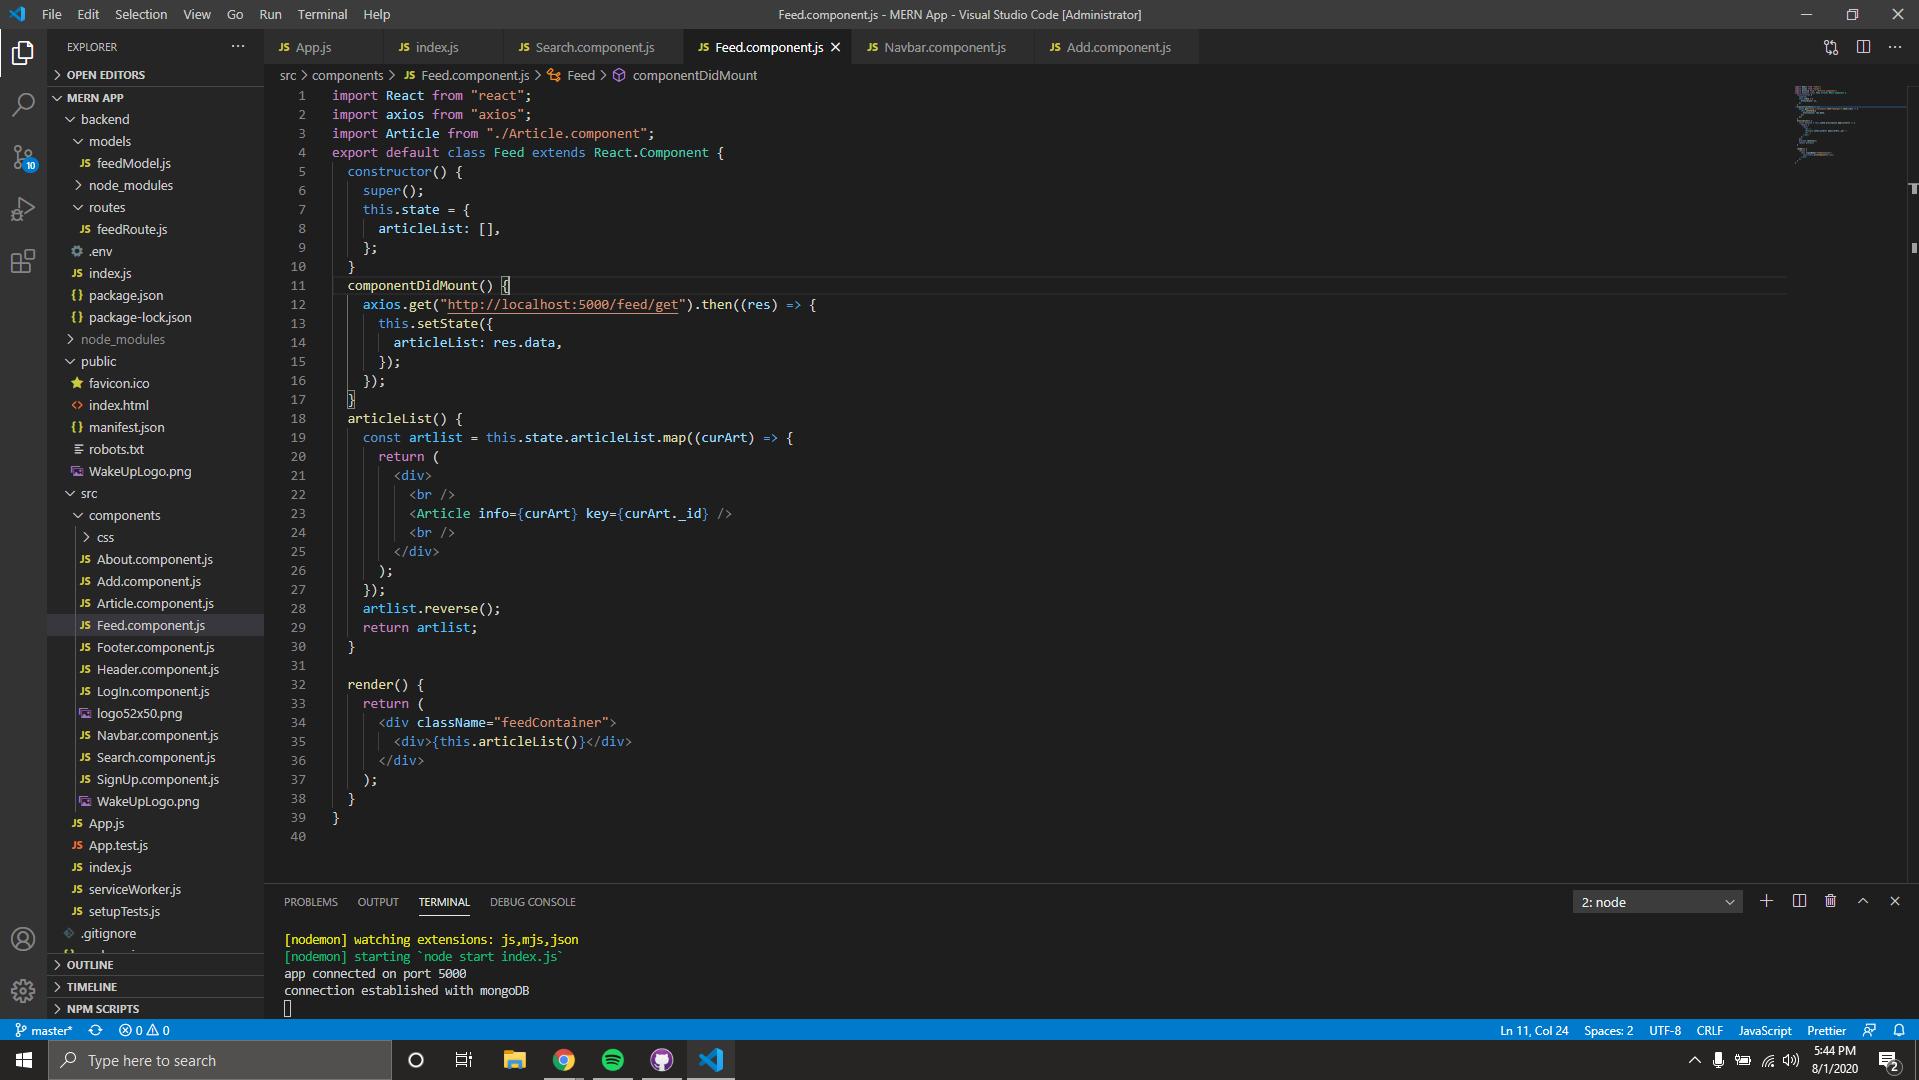 File Edit Selection View Go Run Terminal Help
Feed.component.js - MERN App - Visual Studio Code [Administrator]
EXPLORER
App.js
index.js
Search.component.js
Feed.component.js
Navbar.component.js
Add.component.js
OPEN EDITORS
MERN APP
backend
models
JS feedModel.js
node_modules
routes
JS feedRoute.js
.env
JS index.js
{} package.json
{} package-lock.json
node_modules
public
favicon.ico
<> index.html
{} manifest.json
robots.txt
WakeUpLogo.png
src
components
css
JS About.component.js
JS Add.component.js
JS Article.component.js
JS Feed.component.js
JS Footer.component.js
JS Header.component.js
JS LogIn.component.js
logo52x50.png
JS Navbar.component.js
JS Search.component.js
JS SignUp.component.js
WakeUpLogo.png
JS App.js
JS App.test.js
JS index.js
JS serviceWorker.js
JS setupTests.js
.gitignore
OUTLINE
TIMELINE
NPM SCRIPTS
10
src > components > JS Feed.component.js > Feed > componentDidMount
1 import React from "react";
2 import axios from "axios";
3 import Article from "./Article.component";
4 export default class Feed extends React.Component {
5 constructor() {
6 super();
7 this.state = {
8 articleList: [],
9 };
10 }
11 componentDidMount() {
12 axios.get("http://localhost:5000/feed/get").then((res) => {
13 this.setState({
14 articleList: res.data,
15 });
16 });
17 }
18 articleList() {
19 const artlist = this.state.articleList.map((curArt) => {
20 return (
21 <div>
22 <br />
23 <Article info={curArt} key={curArt._id} />
24 <br />
25 </div>
26 );
27 });
28 artlist.reverse();
29 return artlist;
30 }
31
32 render() {
33 return (
34 <div className="feedContainer">
35 <div>{this.articleList()}</div>
36 </div>
37 );
38 }
39 }
40
PROBLEMS OUTPUT TERMINAL DEBUG CONSOLE
2: node
[nodemon] watching extensions: js,mjs,json
[nodemon] starting `node start index.js`
app connected on port 5000
connection established with mongoDB
master* 0 0
Ln 11, Col 24 Spaces: 2 UTF-8 CRLF JavaScript Prettier
Type here to search
5:44 PM
8/1/2020
2